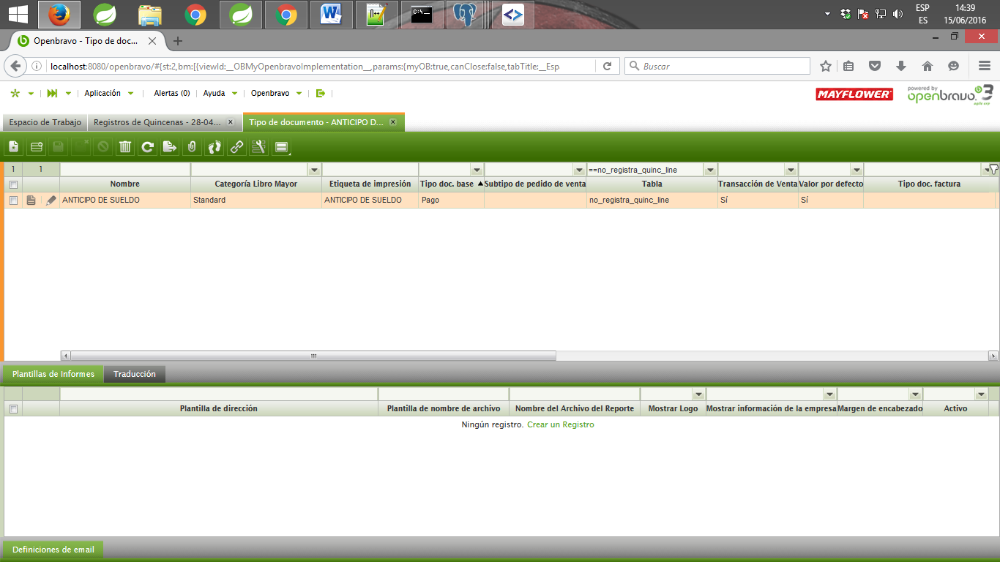 ESP
ES
14:39
15/06/2016
Openbravo - Tipo de doc...
localhost:8080/openbravo/#{st:2,bm:[{viewId:__OBMyOpenbravoImplementation__,params:{myOB:true,canClose:false,tabTitle:__Esp
Buscar
Aplicación Alertas (0) Ayuda Openbravo
MAYFLOWER
powered by
openbravo 3
agile erp
Espacio de Trabajo Registros de Quincenas - 28-04... Tipo de documento - ANTICIPO D...
1 1 ==no_registra_quinc_line
Nombre Categoría Libro Mayor Etiqueta de impresión Tipo doc. base Subtipo de pedido de venta Tabla Transacción de Venta Valor por defecto Tipo doc. factura
ANTICIPO DE SUELDO Standard ANTICIPO DE SUELDO Pago no_registra_quinc_line Sí Sí
Plantillas de Informes Traducción
Plantilla de dirección Plantilla de nombre de archivo Nombre del Archivo del Reporte Mostrar Logo Mostrar información de la empresa Margen de encabezado Activo
Ningún registro. Crear un Registro
Definiciones de email